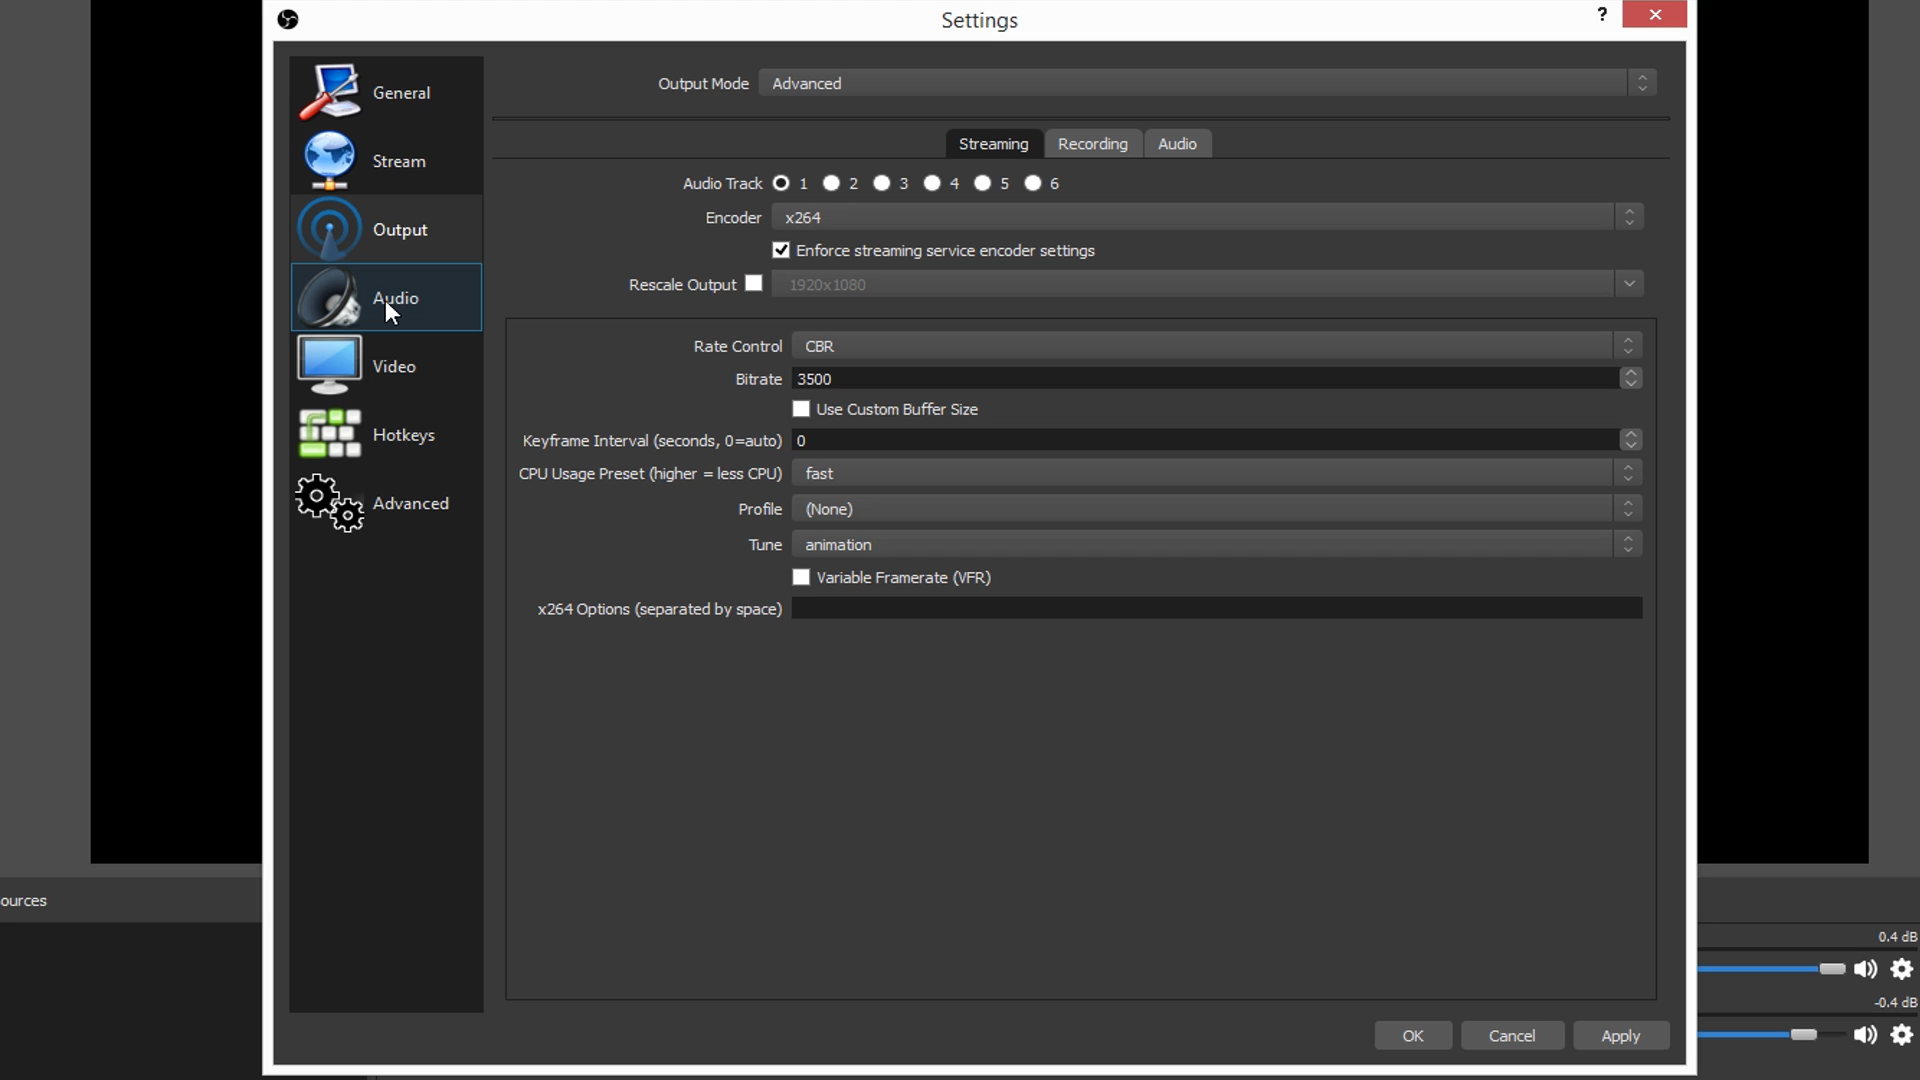 Settings
?
General
Stream
Output
Audio
Video
Hotkeys
Advanced
Output Mode Advanced
Streaming Recording Audio
Audio Track 1 2 3 4 5 6
Encoder x264
Enforce streaming service encoder settings
Rescale Output 1920x1080
Rate Control CBR
Bitrate 3500
Use Custom Buffer Size
Keyframe Interval (seconds, 0=auto) 0
CPU Usage Preset (higher = less CPU) fast
Profile (None)
Tune animation
Variable Framerate (VFR)
x264 Options (separated by space)
OK Cancel Apply
ources
0.4 dB
-0.4 dB